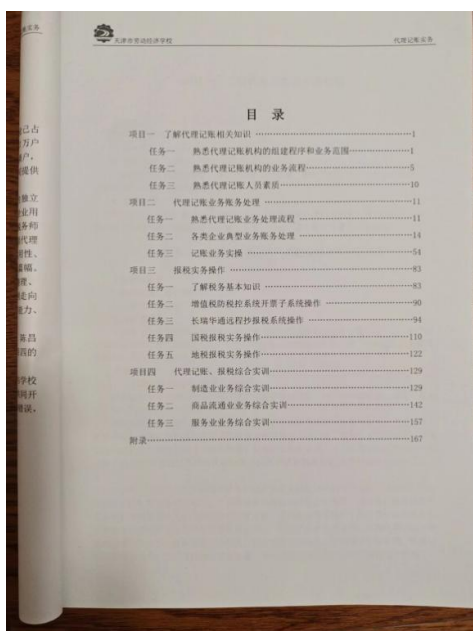 天津市劳动经济学校
代理记账实务
目 录
项目一 了解代理记账相关知识 1
任务一 熟悉代理记账机构的组建程序和业务范围 1
任务二 熟悉代理记账机构的业务流程 5
任务三 熟悉代理记账人员素质 10
项目二 代理记账业务账务处理 11
任务一 熟悉代理记账业务处理流程 11
任务二 各类企业典型业务账务处理 14
任务三 记账业务实操 54
项目三 报税实务操作 83
任务一 了解税务基本知识 83
任务二 增值税防税控系统开票子系统操作 90
任务三 长瑞华通远程抄报税系统操作 94
任务四 国税报税实务操作 110
任务五 地税报税实务操作 122
项目四 代理记账、报税综合实训 129
任务一 制造业业务综合实训 129
任务二 商品流通业业务综合实训 142
任务三 服务业业务综合实训 157
附录 167